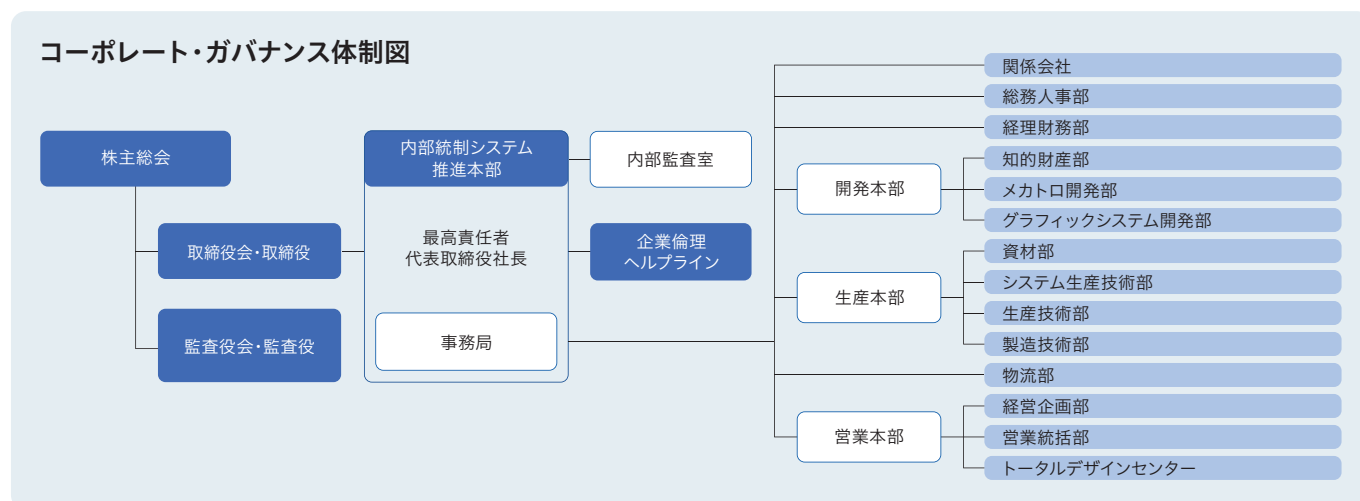 コーポレート・ガバナンス体制図
株主総会
取締役会・取締役
監査役会・監査役
内部統制システム
推進本部
最高責任者
代表取締役社長
事務局
内部監査室
企業倫理
ヘルプライン
関係会社
総務人事部
経理財務部
開発本部
知的財産部
メカトロ開発部
グラフィックシステム開発部
生産本部
資材部
システム生産技術部
生産技術部
製造技術部
物流部
営業本部
経営企画部
営業統括部
トータルデザインセンター